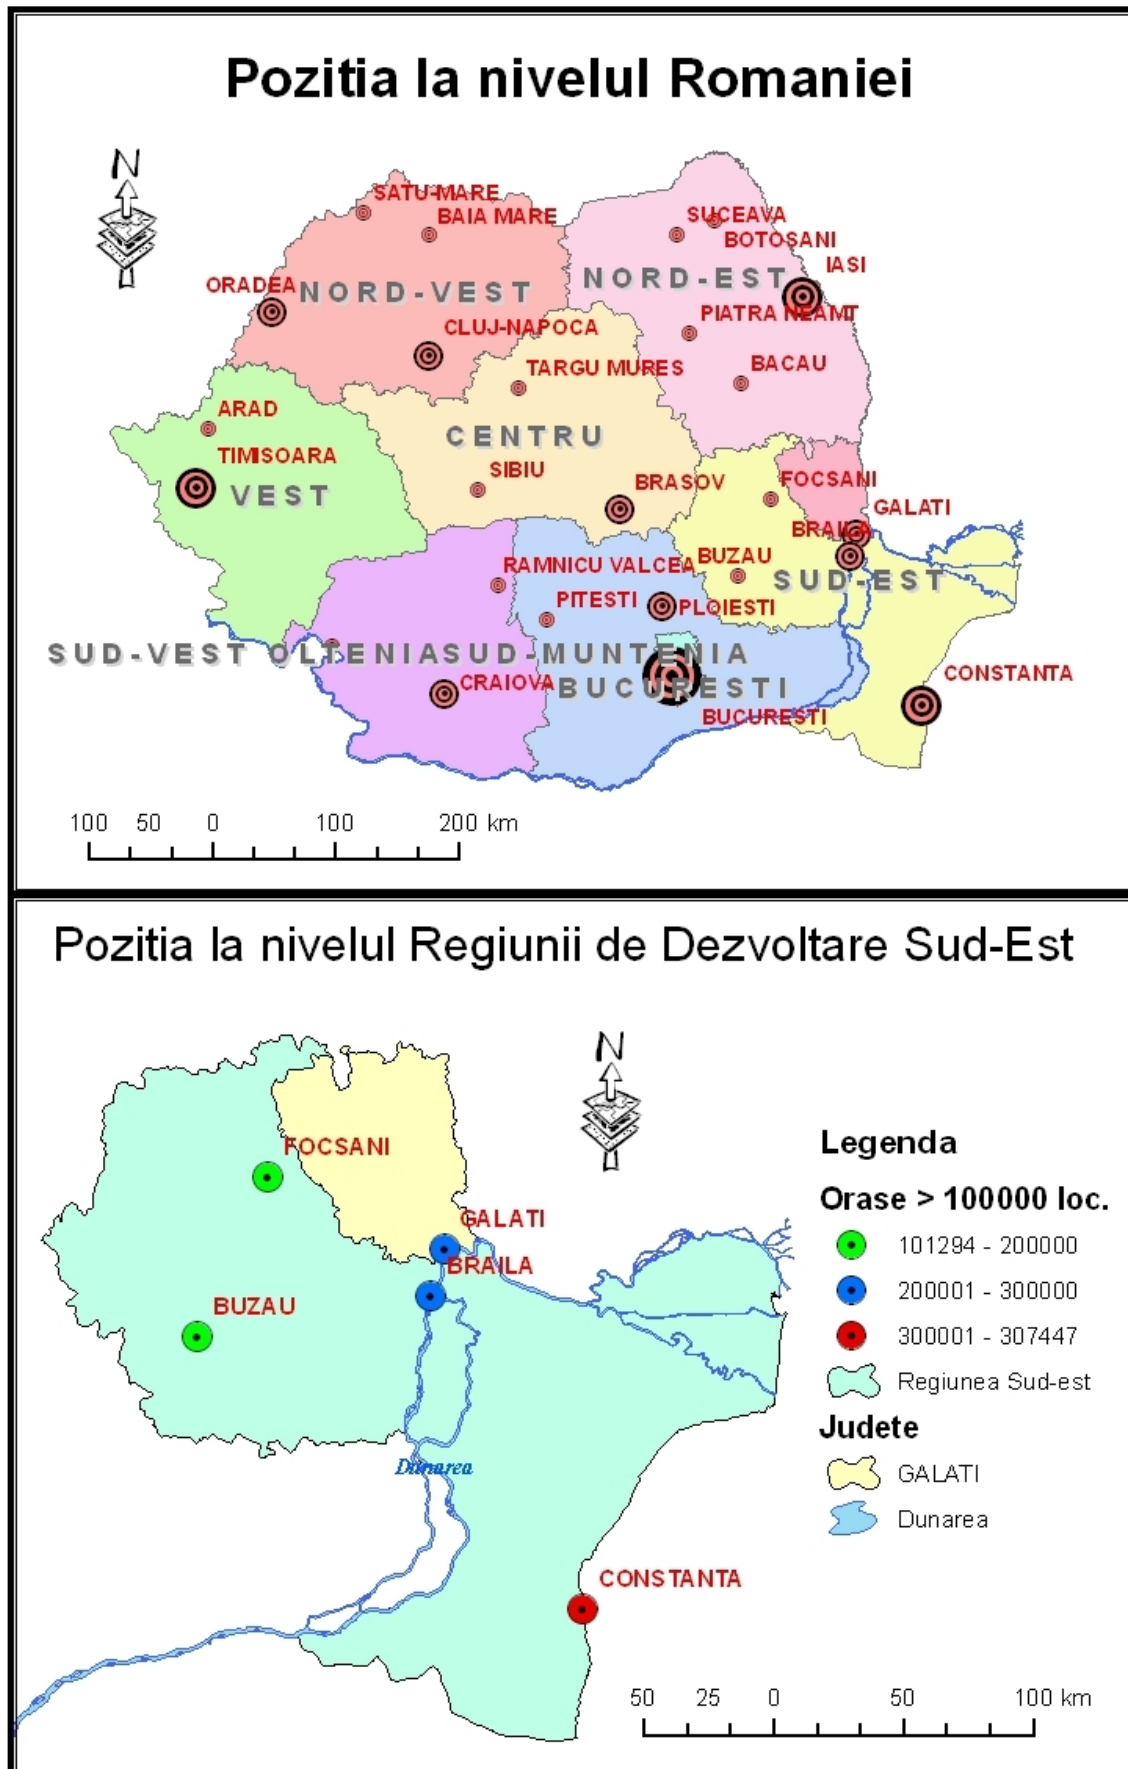 Pozitia la nivelul Romaniei
N
SATU-MARE
BAIA MARE
SUCEAVA
BOTOSANI
IASI
ORADEA
NORD-VEST
NORD-EST
PIATRA NEAMT
CLUJ-NAPOCA
TARGU MURES
BACAU
ARAD
CENTRU
TIMISOARA
VEST
SIBIU
BRASOV
FOCSANI
GALATI
BRAILA
BUZAU
SUD-EST
RAMNICU VALCEA
PITESTI
PLOIESTI
SUD-VEST OLTENIA
SUD-MUNTENIA
CRAIOVA
BUCURESTI
BUCURESTI
CONSTANTA
100 50 0 100 200 km
Pozitia la nivelul Regiunii de Dezvoltare Sud-Est
N
FOCSANI
GALATI
BRAILA
BUZAU
Dunarea
CONSTANTA
Legenda
Orase > 100000 loc.
101294 - 200000
200001 - 300000
300001 - 307447
Regiunea Sud-est
Judete
GALATI
Dunarea
50 25 0 50 100 km